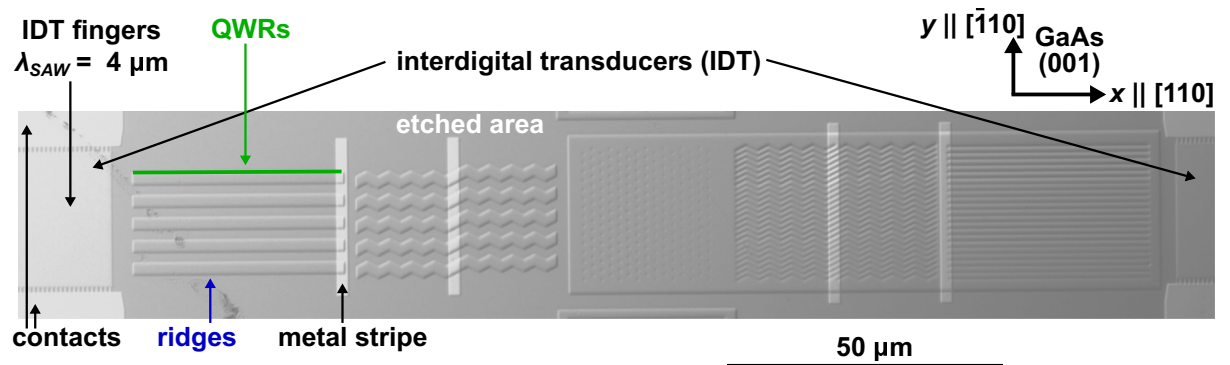 IDT fingers
λSAW = 4 µm
QWRs
interdigital transducers (IDT)
y || [1̄10]
GaAs
(001)
x || [110]
etched area
contacts
ridges
metal stripe
50 µm